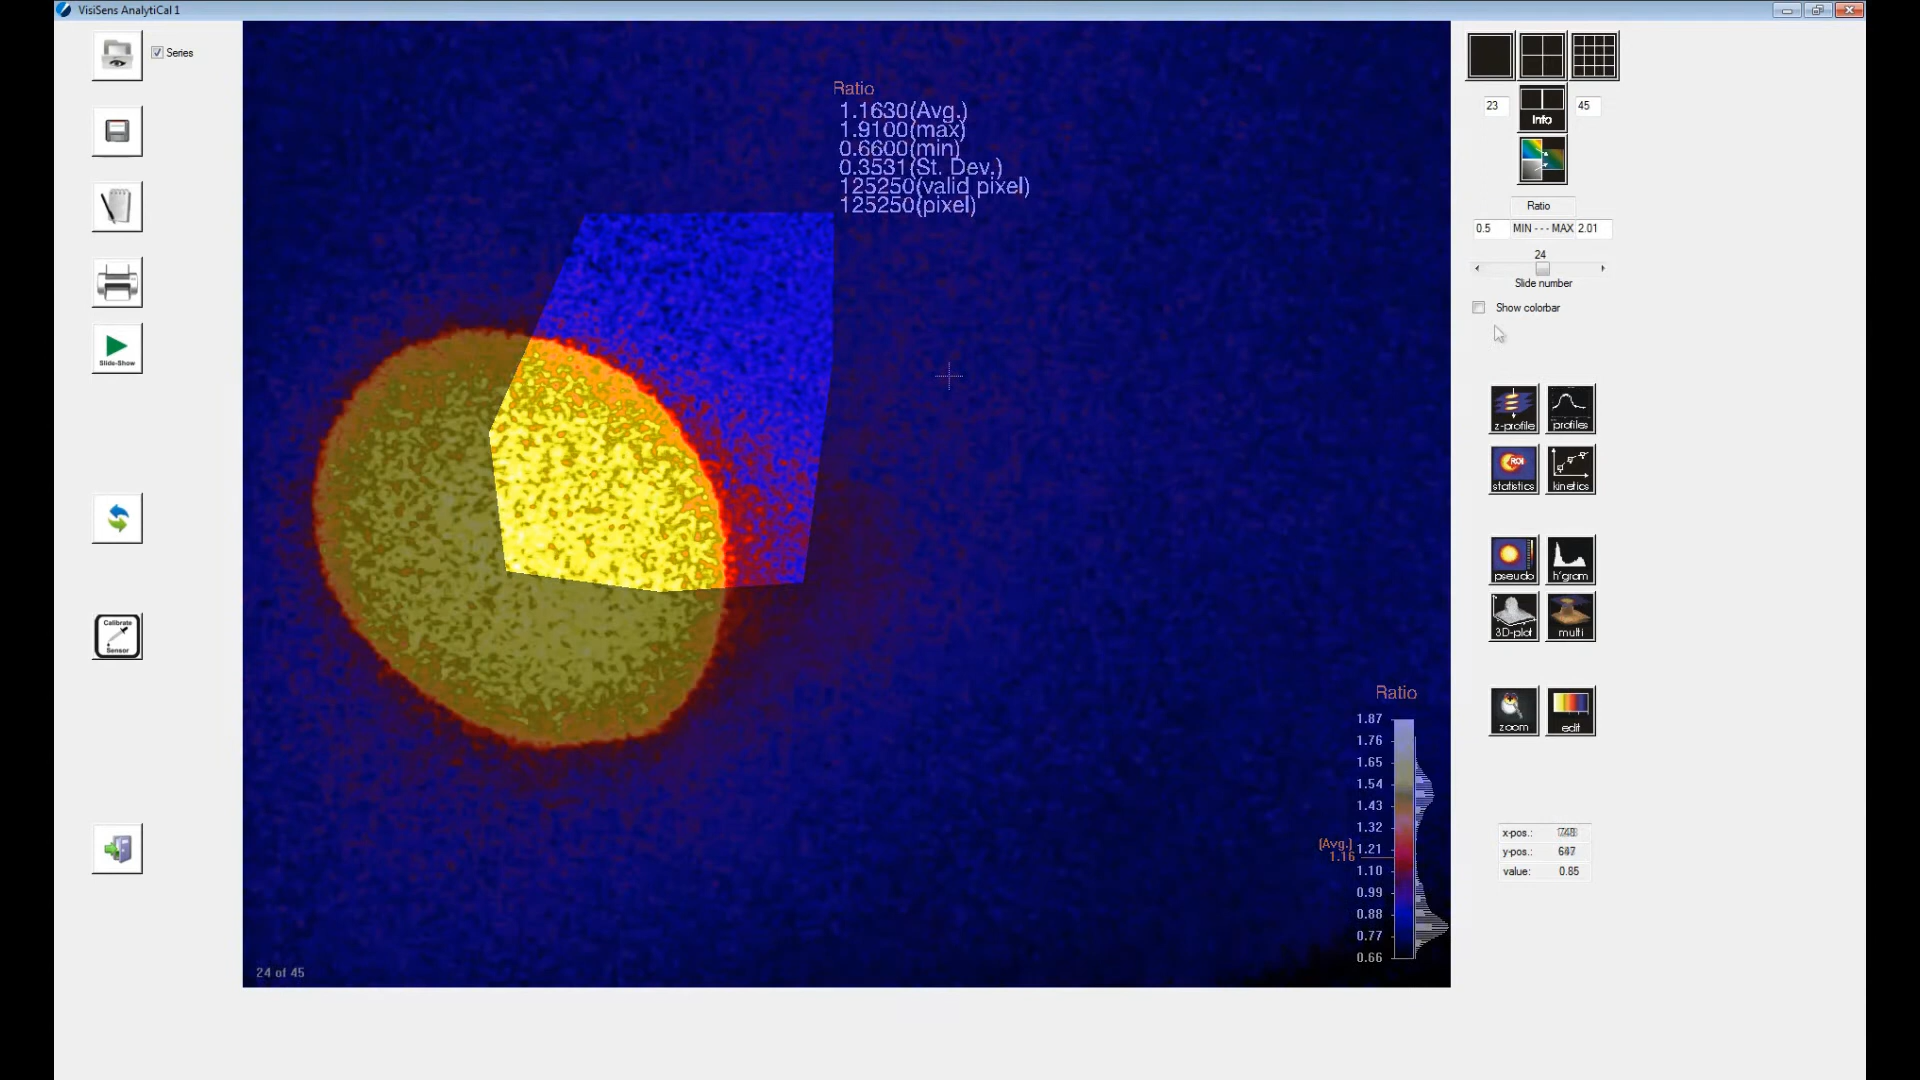 VisiSens AnalytiCal 1
Series
Slide-Show
Calibrate
Sensor
Ratio
1.1630(Avg.)
1.9100(max)
0.6600(min)
0.3531(St. Dev.)
125250(valid pixel)
125250(pixel)
24 of 45
Ratio
1.87
1.76
1.65
1.54
1.43
1.32
(Avg.) 1.21
1.16
1.10
0.99
0.88
0.77
0.66
23 Info 45
Ratio
0.5 MIN - - - MAX 2.01
24
Slide number
Show colorbar
z-profile profiles
ROI
statistics kinetics
pseudo h'gram
3D-plot multi
zoom edit
x-pos.:
y-pos.:
value: 0.85